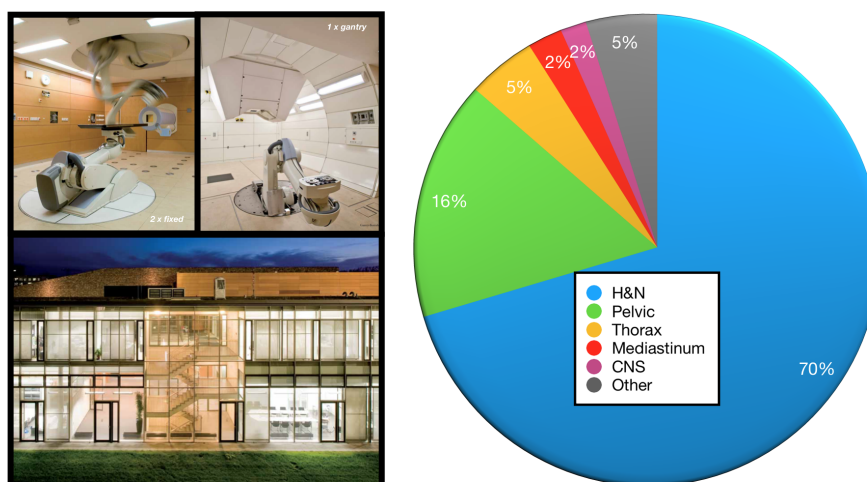 1 x gantry
2 x fixed
5%
2%
2%
5%
16%
70%
H&N
Pelvic
Thorax
Mediastinum
CNS
Other